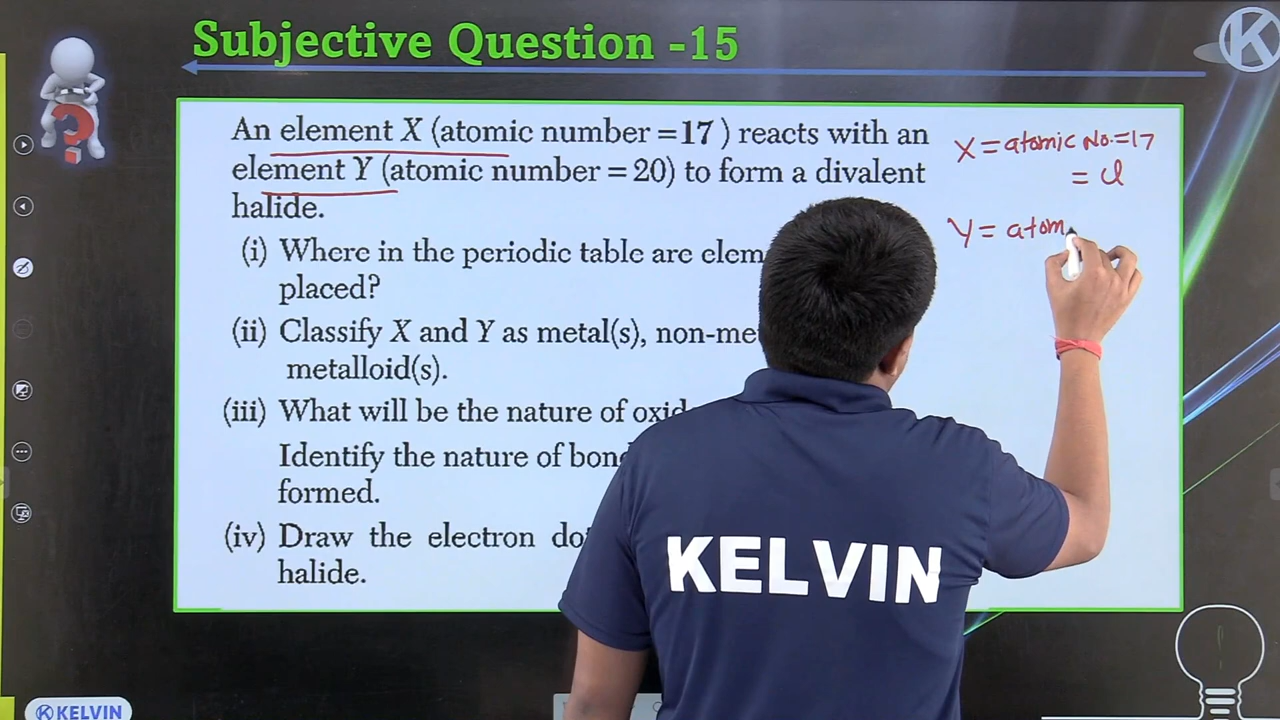 Subjective Question -15
An element X (atomic number =17 ) reacts with an
element Y (atomic number = 20) to form a divalent
halide.
(i) Where in the periodic table are elem
placed?
(ii) Classify X and Y as metal(s), non-me
metalloid(s).
(iii) What will be the nature of oxid
Identify the nature of bon
formed.
(iv) Draw the electron do
halide.
X = atomic No. = 17
= Cl
Y = atom
KELVIN
K
KELVIN